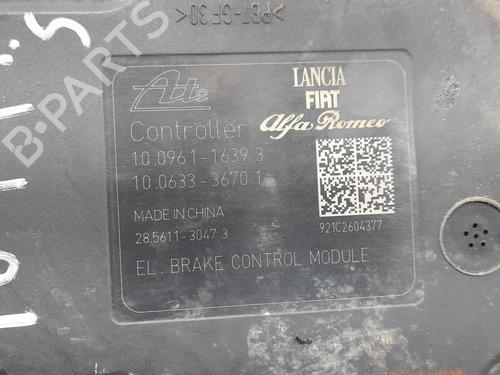 >PBT-GF30<
B-PARTS
Ate
LANCIA
FIAT
Alfa Romeo
Controller
10.0961-1639.3
10.0633-3670.1
MADE IN CHINA
28.5611-3047.3
921C2604377
EL. BRAKE CONTROL MODULE